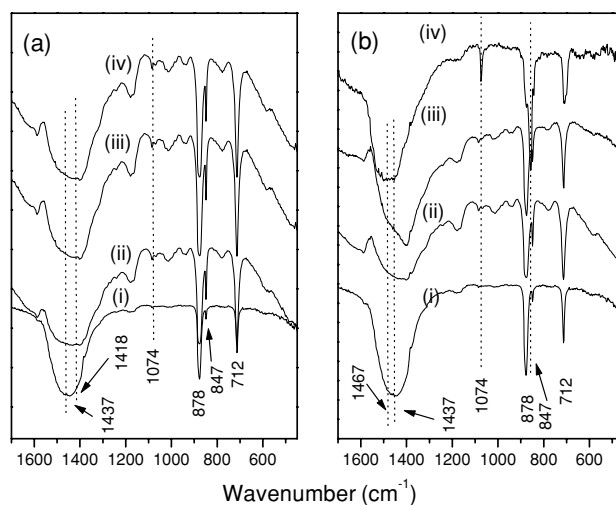 (a)
(iv)
(iii)
(ii)
(i)
1418
1437
1074
878
847
712
1600 1400 1200 1000 800 600
(b)
(iv)
(iii)
(ii)
(i)
1467
1437
1074
878
847
712
1600 1400 1200 1000 800 600
Wavenumber (cm⁻¹)